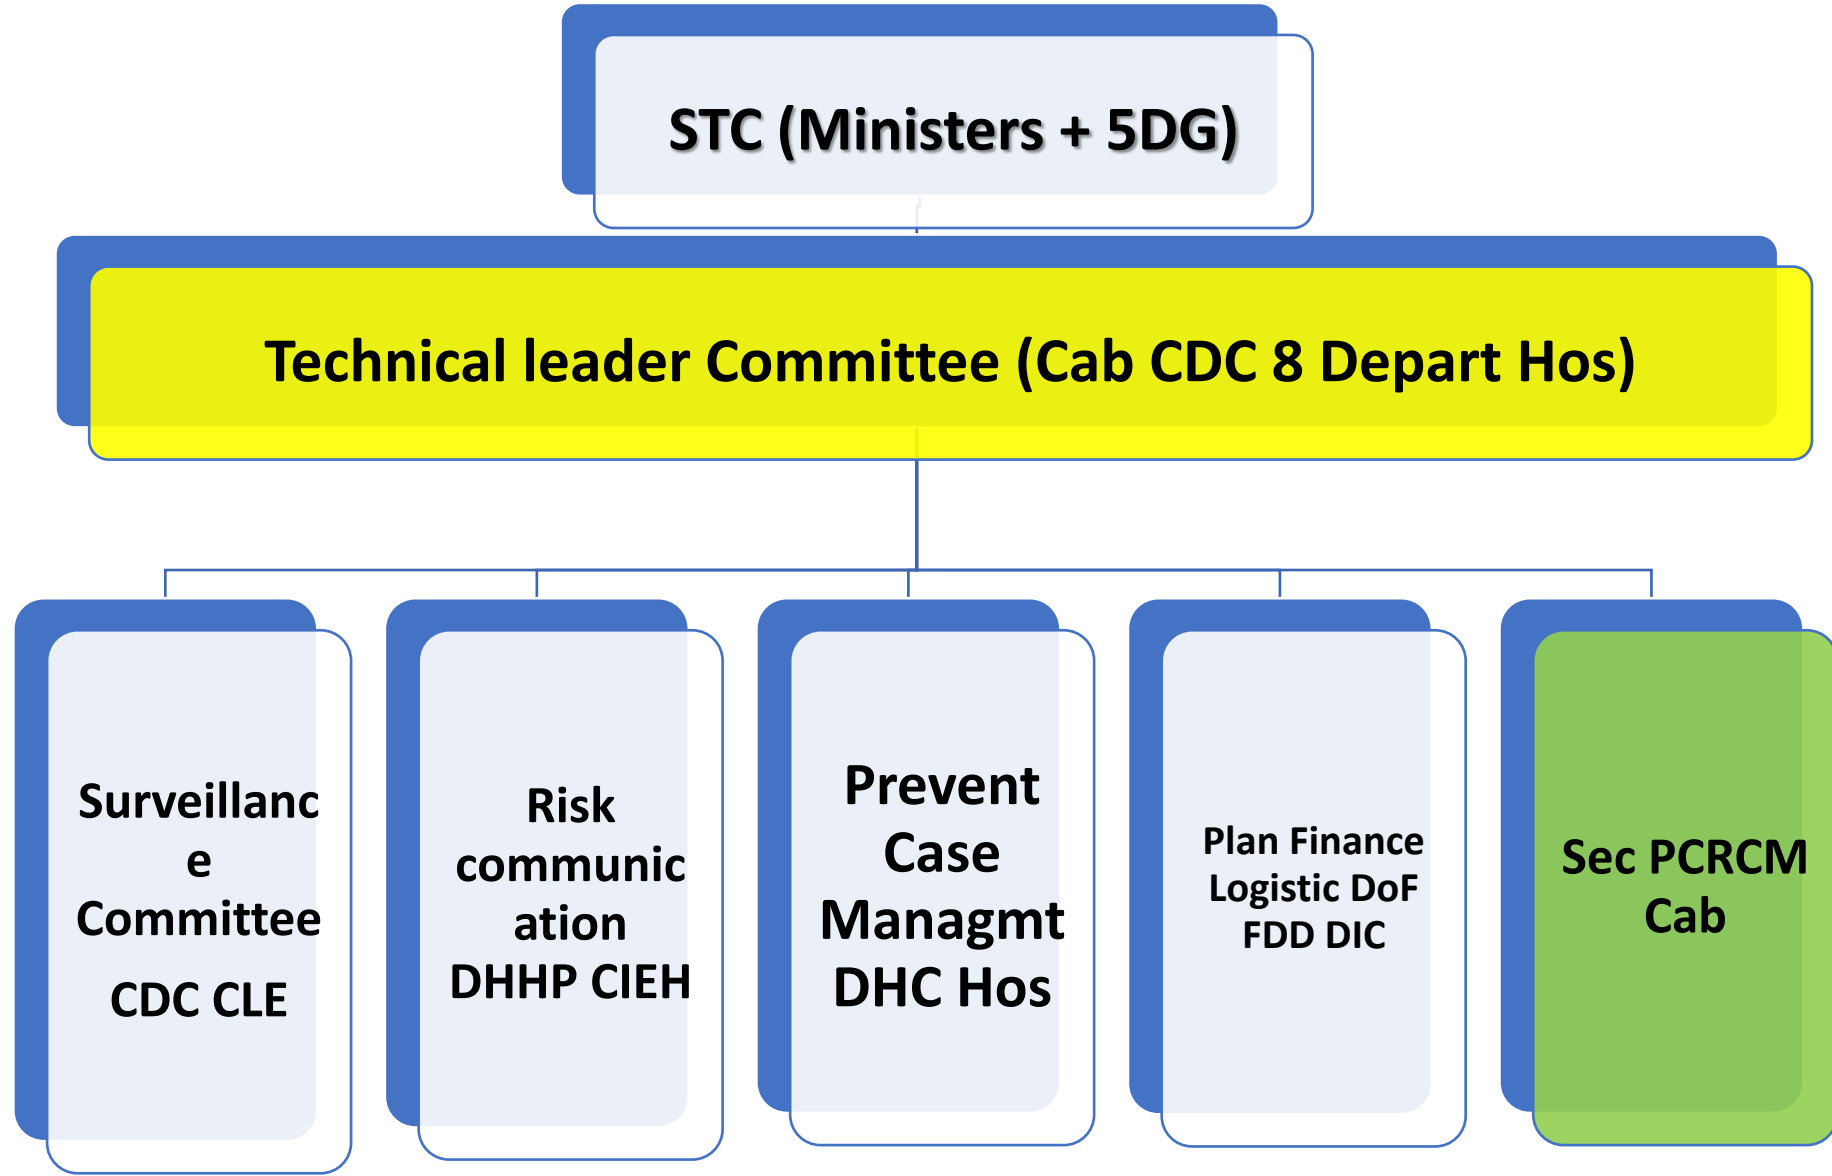 STC (Ministers + 5DG)
Technical leader Committee (Cab CDC 8 Depart Hos)
Surveillanc
e
Committee
CDC CLE
Risk
communic
ation
DHHP CIEH
Prevent
Case
Managmt
DHC Hos
Plan Finance
Logistic DoF
FDD DIC
Sec PCRCM
Cab